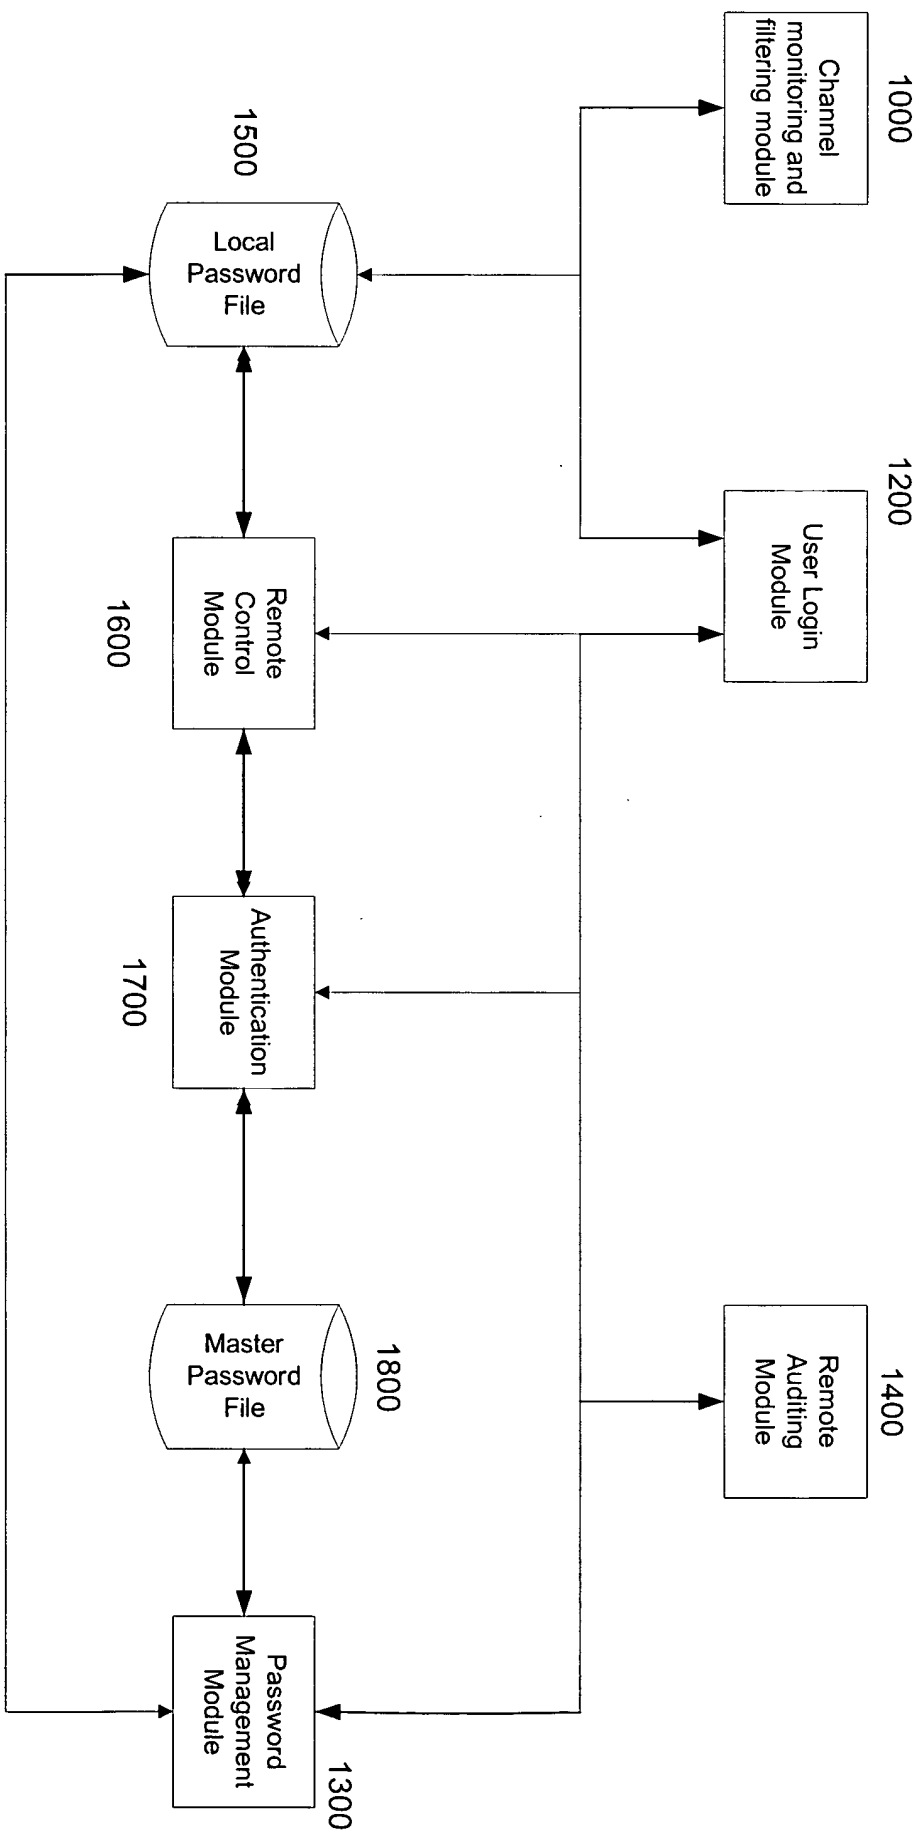 1000
Channel
monitoring and
filtering module
1200
User Login
Module
1400
Remote
Auditing
Module
1500
Local
Password
File
1600
Remote
Control
Module
1700
Authentication
Module
1800
Master
Password
File
1300
Password
Management
Module